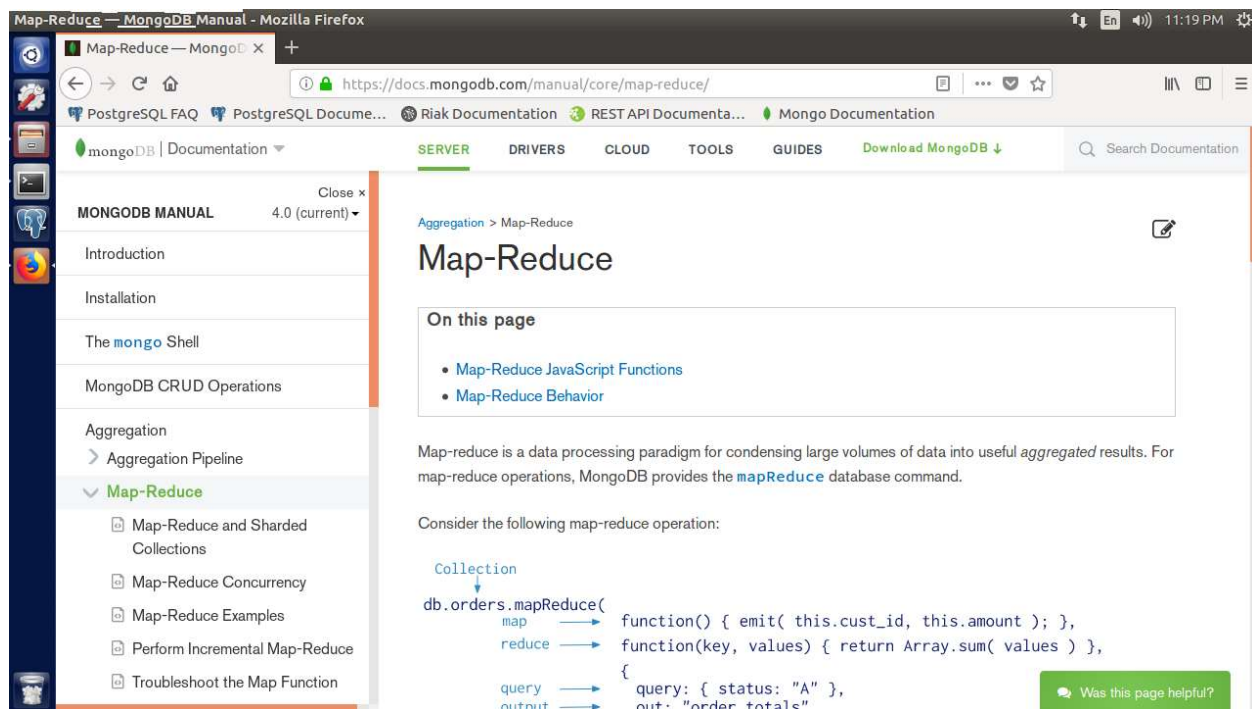 Map-Reduce — MongoDB Manual - Mozilla Firefox
En
11:19 PM
Map-Reduce — MongoD
https://docs.mongodb.com/manual/core/map-reduce/
PostgreSQL FAQ PostgreSQL Docume... Riak Documentation REST API Documenta... Mongo Documentation
mongoDB | Documentation
SERVER DRIVERS CLOUD TOOLS GUIDES Download MongoDB ↓ Search Documentation
Close ×
MONGODB MANUAL 4.0 (current)
Introduction
Installation
The mongo Shell
MongoDB CRUD Operations
Aggregation
Aggregation Pipeline
Map-Reduce
Map-Reduce and Sharded
Collections
Map-Reduce Concurrency
Map-Reduce Examples
Perform Incremental Map-Reduce
Troubleshoot the Map Function
Aggregation > Map-Reduce
Map-Reduce
On this page
• Map-Reduce JavaScript Functions
• Map-Reduce Behavior
Map-reduce is a data processing paradigm for condensing large volumes of data into useful aggregated results. For
map-reduce operations, MongoDB provides the mapReduce database command.
Consider the following map-reduce operation:
Collection
db.orders.mapReduce(
map function() { emit( this.cust_id, this.amount ); },
reduce function(key, values) { return Array.sum( values ) },
{
query query: { status: "A" },
output out: "order_totals"
Was this page helpful?